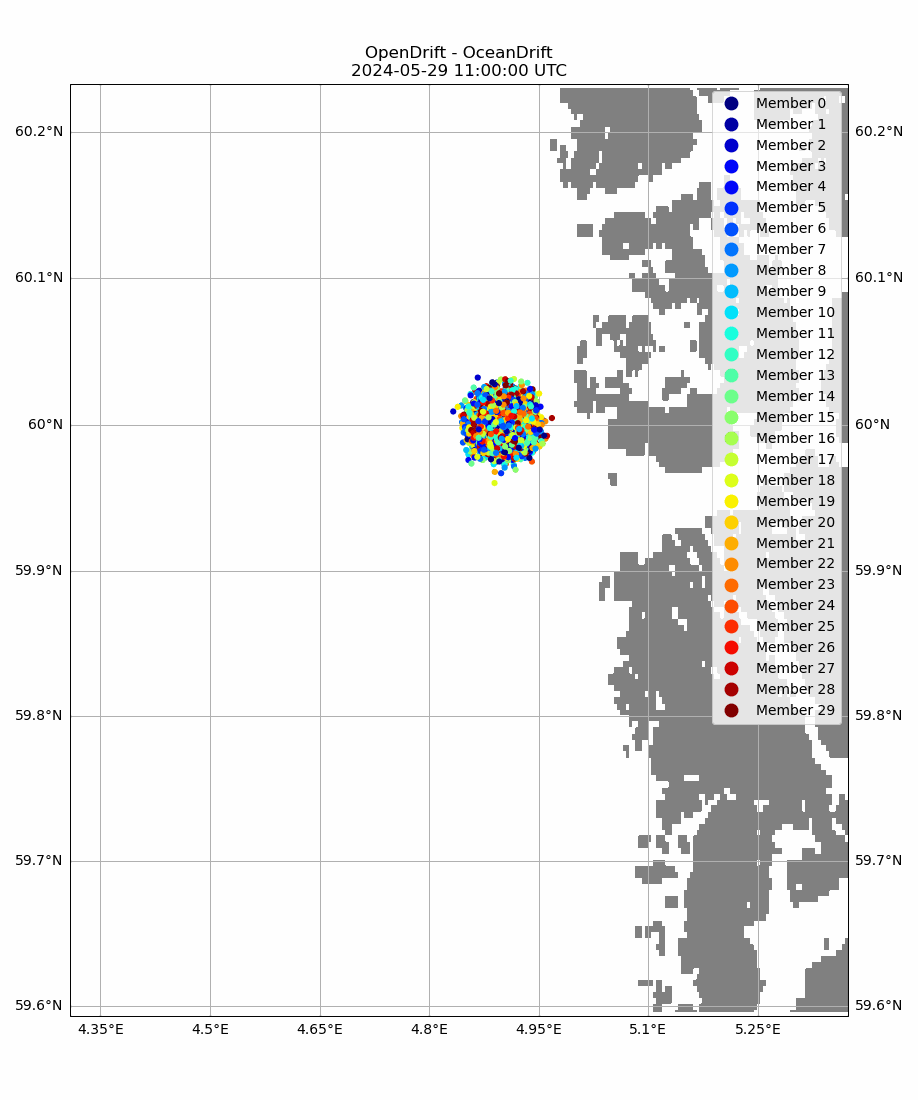 OpenDrift - OceanDrift
2024-05-29 11:00:00 UTC
60.2°N
60.1°N
60°N
59.9°N
59.8°N
59.7°N
59.6°N
60.2°N
60.1°N
60°N
59.9°N
59.8°N
59.7°N
59.6°N
4.35°E 4.5°E 4.65°E 4.8°E 4.95°E 5.1°E 5.25°E
Member 0
Member 1
Member 2
Member 3
Member 4
Member 5
Member 6
Member 7
Member 8
Member 9
Member 10
Member 11
Member 12
Member 13
Member 14
Member 15
Member 16
Member 17
Member 18
Member 19
Member 20
Member 21
Member 22
Member 23
Member 24
Member 25
Member 26
Member 27
Member 28
Member 29